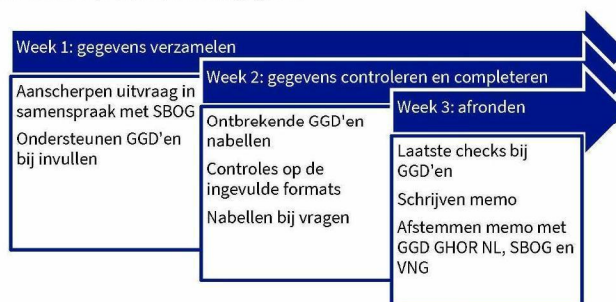 Week 1: gegevens verzamelen
Aanscherpen uitvraag in
samenspraak met SBOG
Ondersteunen GGD'en
bij invullen
Week 2: gegevens controleren en completeren
Ontbrekende GGD'en
nabellen
Controles op de
ingevulde formats
Nabellen bij vragen
Week 3: afronden
Laatste checks bij
GGD'en
Schrijven memo
Afstemmen memo met
GGD GHOR NL, SBOG en
VNG